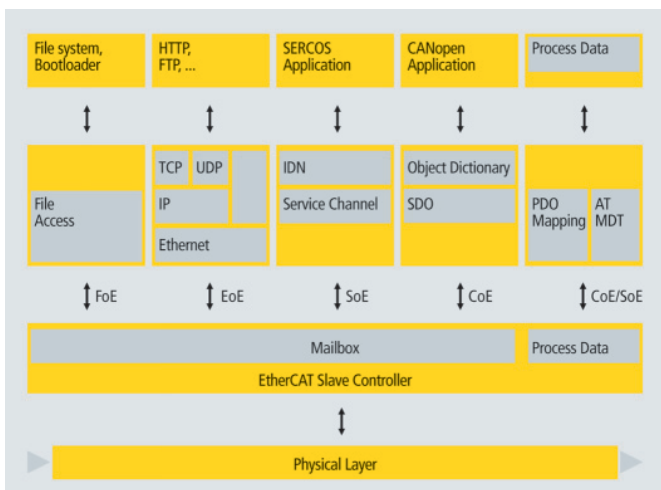 File system,
Bootloader
HTTP,
FTP, ...
SERCOS
Application
CANopen
Application
Process Data
File
Access
TCP
UDP
IP
Ethernet
IDN
Service Channel
Object Dictionary
SDO
PDO
Mapping
AT
MDT
FoE
EoE
SoE
CoE
CoE/SoE
Mailbox
Process Data
EtherCAT Slave Controller
Physical Layer